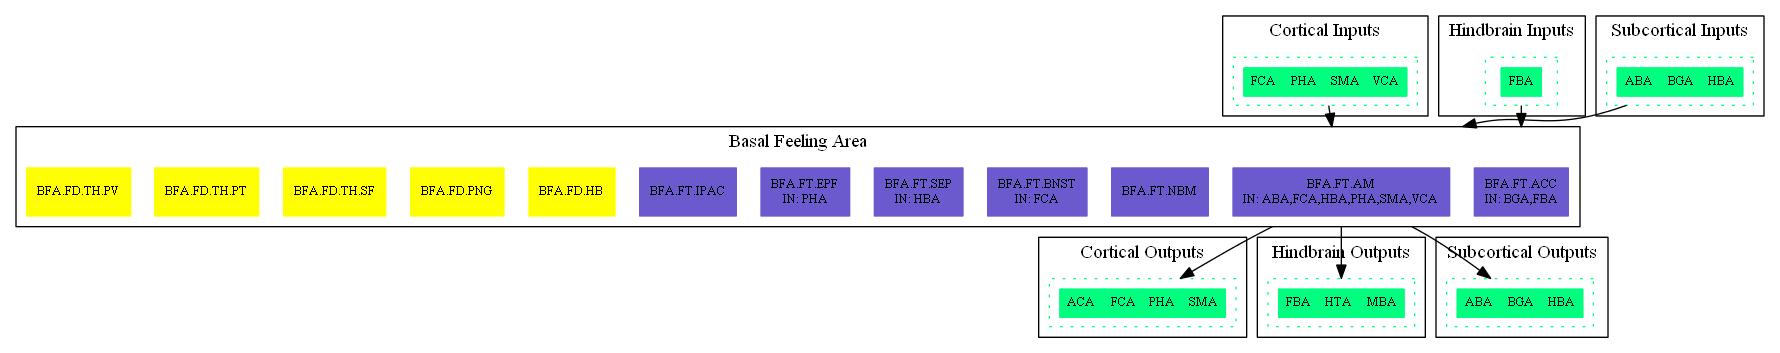 Cortical Inputs
FCA PHA SMA VCA
Hindbrain Inputs
FBA
Subcortical Inputs
ABA BGA HBA
Basal Feeling Area
BFA.FD.TH.PV
BFA.FD.TH.PT
BFA.FD.TH.SF
BFA.FD.PNG
BFA.FD.HB
BFA.FT.IPAC
BFA.FT.EPF
IN: PHA
BFA.FT.SEP
IN: HBA
BFA.FT.BNST
IN: FCA
BFA.FT.NBM
BFA.FT.AM
IN: ABA,FCA,HBA,PHA,SMA,VCA
BFA.FT.ACC
IN: BGA,FBA
Cortical Outputs
ACA FCA PHA SMA
Hindbrain Outputs
FBA HTA MBA
Subcortical Outputs
ABA BGA HBA